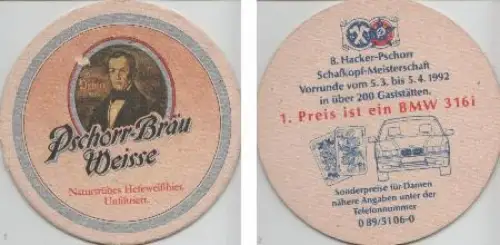 Pschorr-Bräu
Weisse
Naturtrübes Hefeweißbier.
Unfiltriert.
8. Hacker-Pschorr
Schafkopf-Meisterschaft
Vorrunde vom 5.3. bis 5.4. 1992
in über 200 Gaststätten.
1. Preis ist ein BMW 316i
Sonderpreise für Damen
nähere Angaben unter der
Telefonnummer
0 89/3106-0